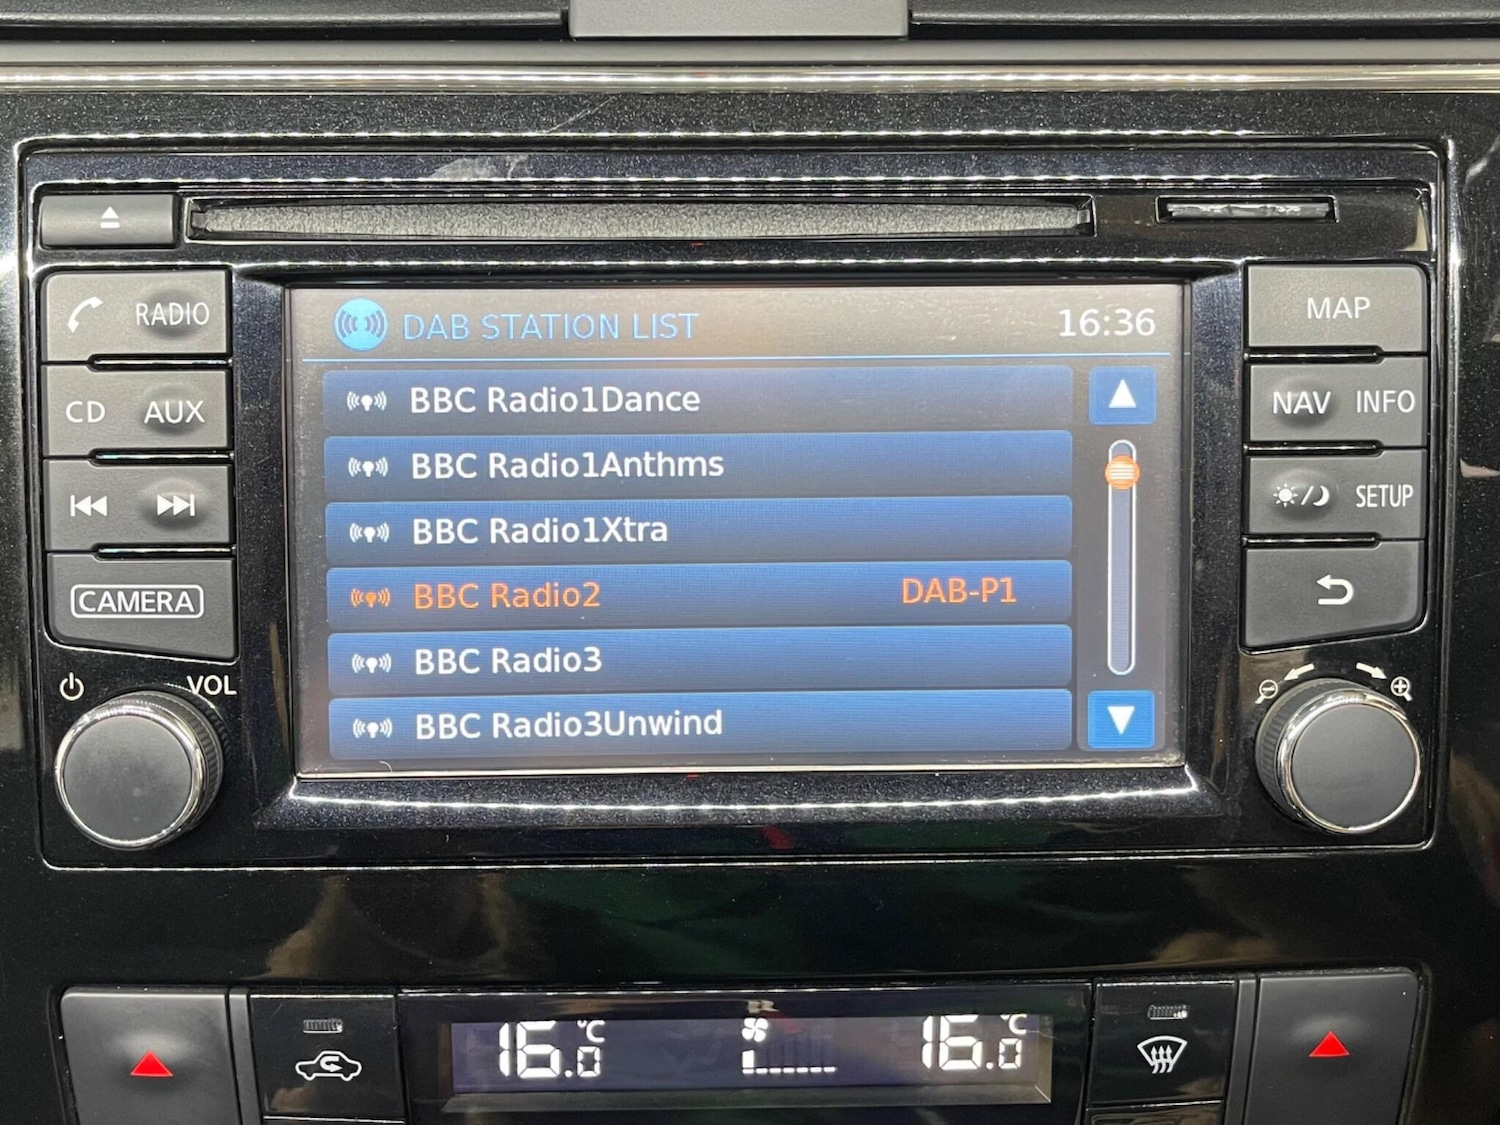 RADIO
CD AUX
CAMERA
VOL
DAB STATION LIST 16:36
BBC Radio1Dance
BBC Radio1Anthms
BBC Radio1Xtra
BBC Radio2 DAB-P1
BBC Radio3
BBC Radio3Unwind
MAP
NAV INFO
SETUP
16.0 °C
16.0 °C